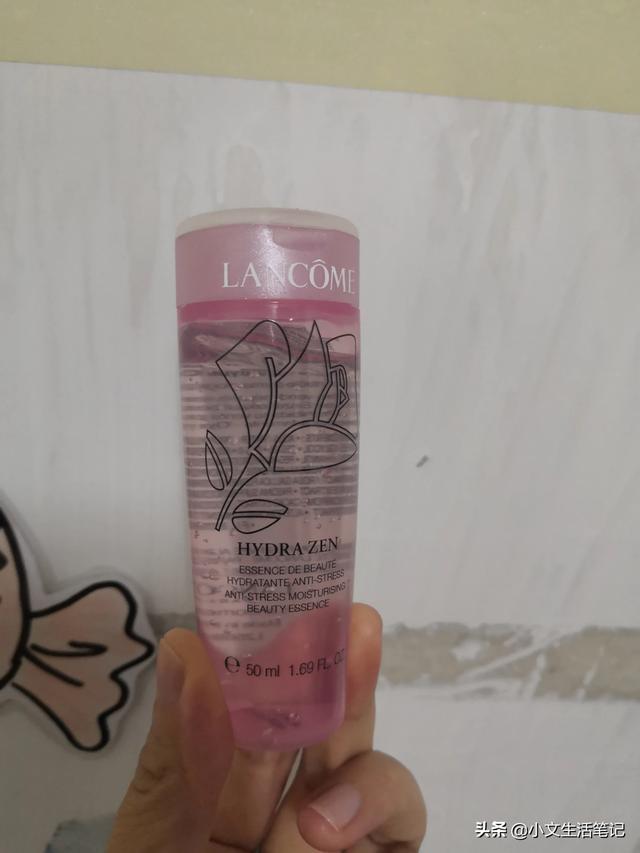 LANCÔME
HYDRA ZEN
ESSENCE DE BEAUTÉ
HYDRATANTE ANTI-STRESS
ANTI-STRESS MOISTURISING
BEAUTY ESSENCE
℮ 50 ml 1.69 FL. OZ
头条 @小文生活笔记